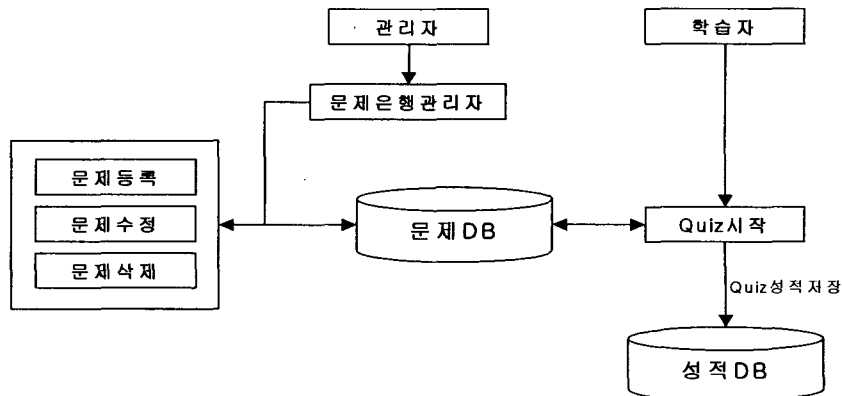 관리자
학습자
문제은행관리자
문제등록
문제수정
문제삭제
문제DB
Quiz시작
Quiz성적저장
성적DB